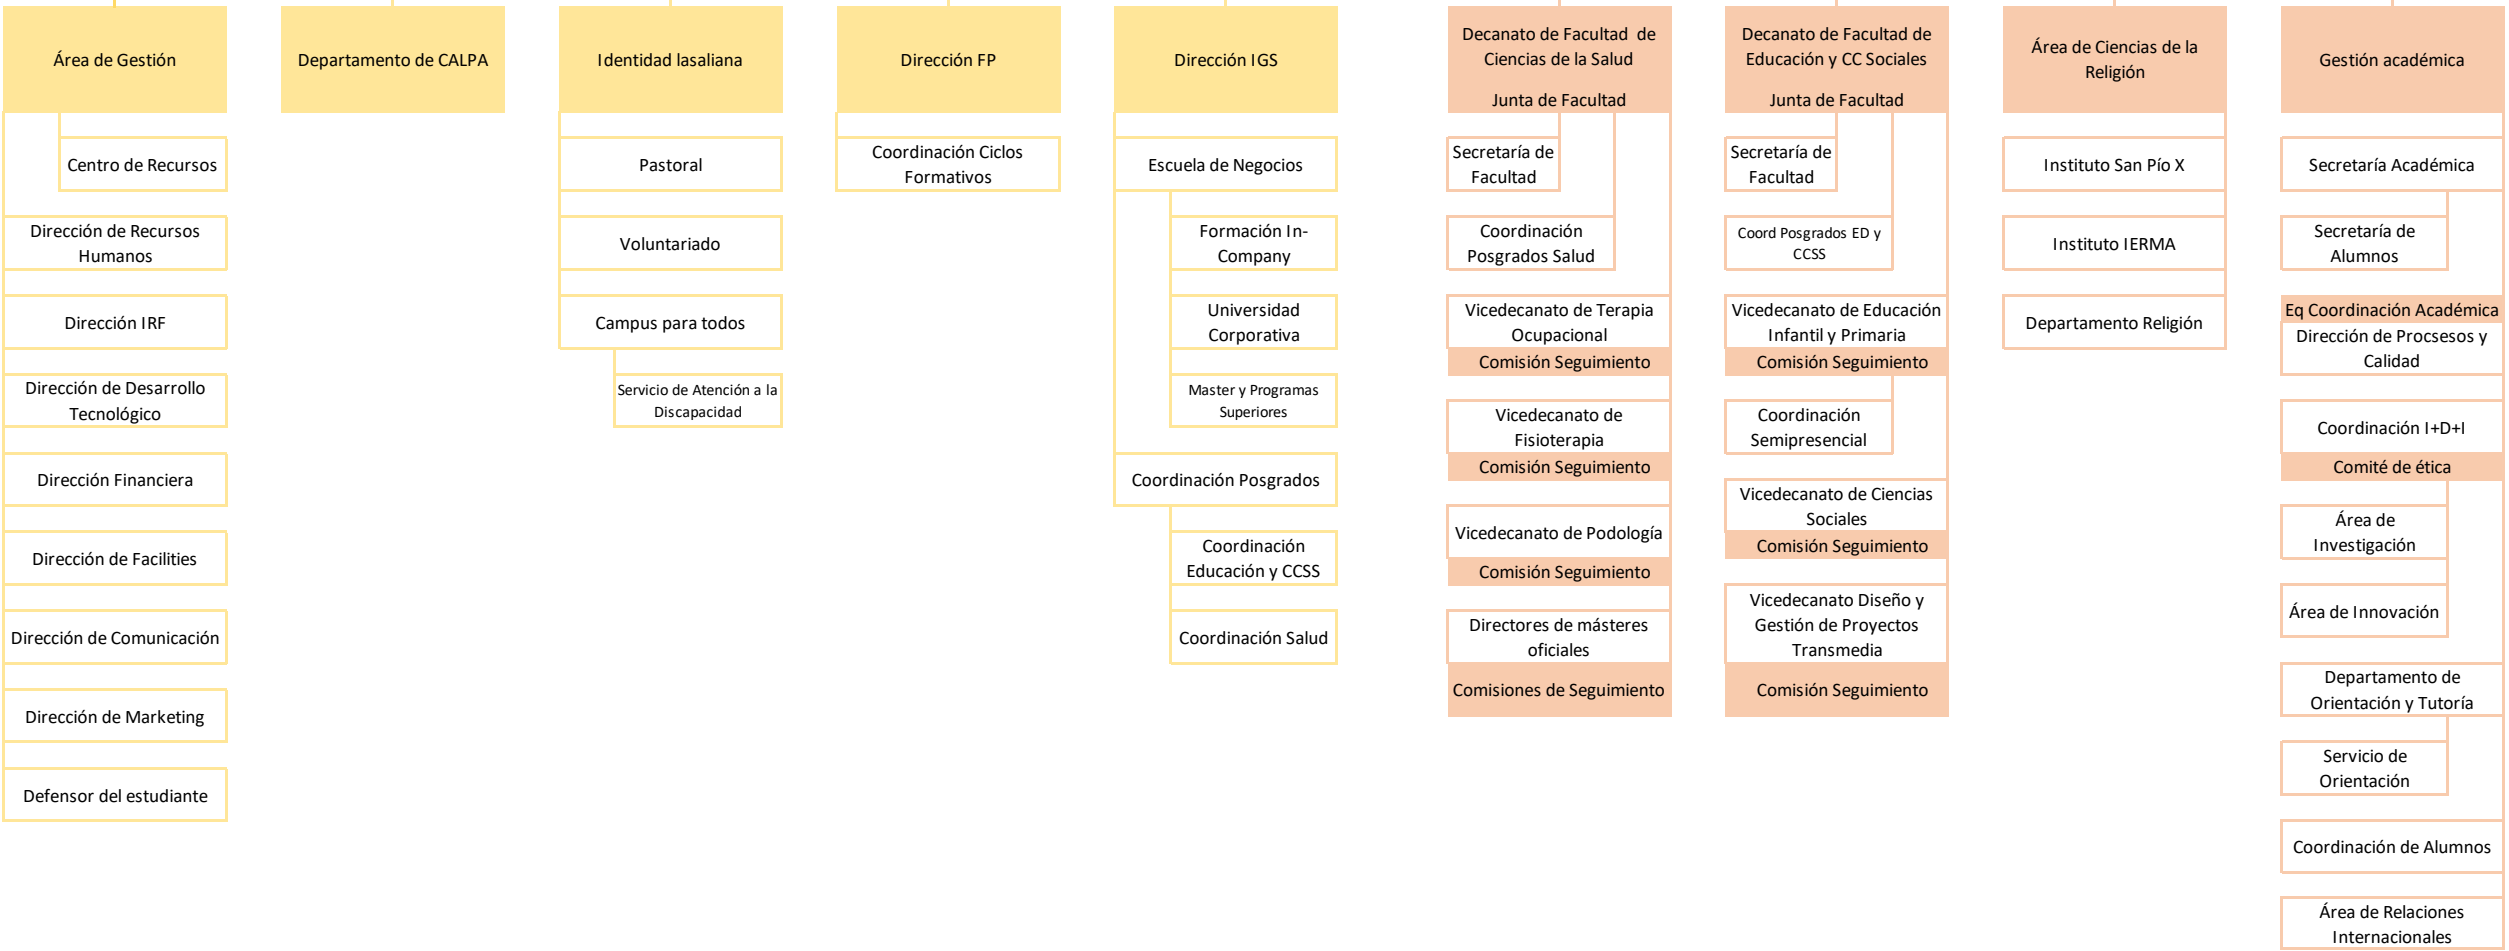 Área de Gestión
Centro de Recursos
Dirección de Recursos
Humanos
Dirección IRF
Dirección de Desarrollo
Tecnológico
Dirección Financiera
Dirección de Facilities
Dirección de Comunicación
Dirección de Marketing
Defensor del estudiante
Departamento de CALPA
Identidad lasaliana
Pastoral
Voluntariado
Campus para todos
Servicio de Atención a la
Discapacidad
Dirección FP
Coordinación Ciclos
Formativos
Dirección IGS
Escuela de Negocios
Formación In-
Company
Universidad
Corporativa
Master y Programas
Superiores
Coordinación Posgrados
Coordinación
Educación y CCSS
Coordinación Salud
Decanato de Facultad de
Ciencias de la Salud
Junta de Facultad
Secretaría de
Facultad
Coordinación
Posgrados Salud
Vicedecanato de Terapia
Ocupacional
Comisión Seguimiento
Vicedecanato de
Fisioterapia
Comisión Seguimiento
Vicedecanato de Podología
Comisión Seguimiento
Directores de másteres
oficiales
Comisiones de Seguimiento
Decanato de Facultad de
Educación y CC Sociales
Junta de Facultad
Secretaría de
Facultad
Coord Posgrados ED y
CCSS
Vicedecanato de Educación
Infantil y Primaria
Comisión Seguimiento
Coordinación
Semipresencial
Vicedecanato de Ciencias
Sociales
Comisión Seguimiento
Vicedecanato Diseño y
Gestión de Proyectos
Transmedia
Comisión Seguimiento
Área de Ciencias de la
Religión
Instituto San Pío X
Instituto IERMA
Departamento Religión
Gestión académica
Secretaría Académica
Secretaría de
Alumnos
Eq Coordinación Académica
Dirección de Procsesos y
Calidad
Coordinación I+D+I
Comité de ética
Área de
Investigación
Área de Innovación
Departamento de
Orientación y Tutoría
Servicio de
Orientación
Coordinación de Alumnos
Área de Relaciones
Internacionales